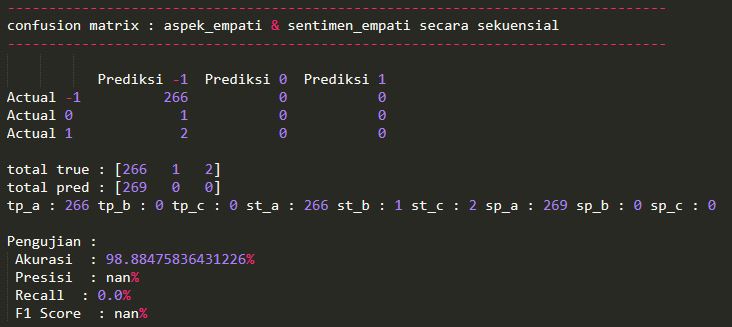 --------------------------------------------------------------------------------
confusion matrix : aspek_empati & sentimen_empati secara sekuensial
--------------------------------------------------------------------------------
Prediksi -1 Prediksi 0 Prediksi 1
Actual -1 266 0 0
Actual 0 1 0 0
Actual 1 2 0 0
total true : [266 1 2]
total pred : [269 0 0]
tp_a : 266 tp_b : 0 tp_c : 0 st_a : 266 st_b : 1 st_c : 2 sp_a : 269 sp_b : 0 sp_c : 0
Pengujian :
Akurasi : 98.88475836431226%
Presisi : nan%
Recall : 0.0%
F1 Score : nan%